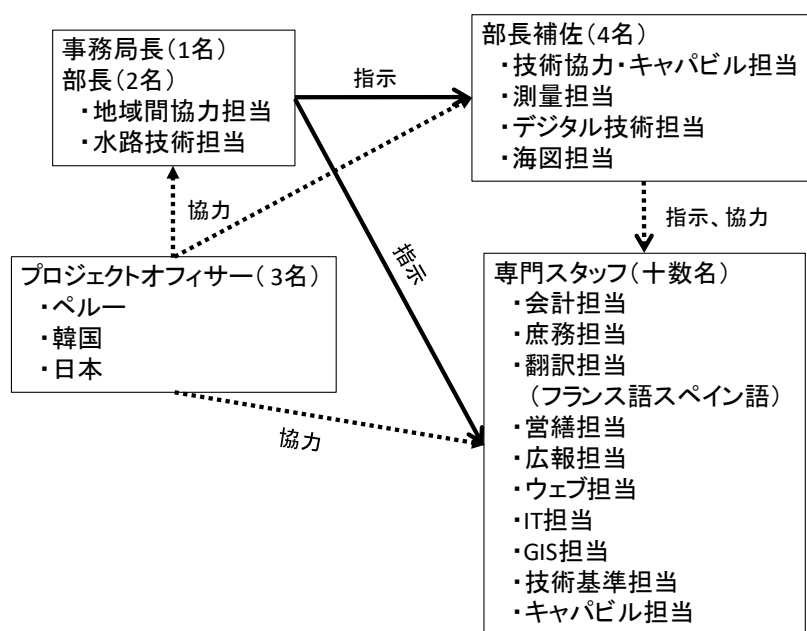 事務局長(1名)
部長(2名)
・地域間協力担当
・水路技術担当
指示
部長補佐(4名)
・技術協力・キャパビル担当
・測量担当
・デジタル技術担当
・海図担当
協力
指示
指示、協力
プロジェクトオフィサー(3名)
・ペルー
・韓国
・日本
協力
専門スタッフ(十数名)
・会計担当
・庶務担当
・翻訳担当
(フランス語スペイン語)
・営繕担当
・広報担当
・ウェブ担当
・IT担当
・GIS担当
・技術基準担当
・キャパビル担当